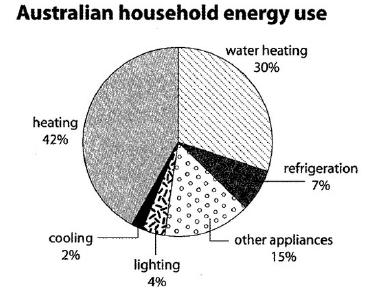 Australian household energy use
water heating
30%
heating
42%
refrigeration
7%
cooling
2%
other appliances
15%
lighting
4%